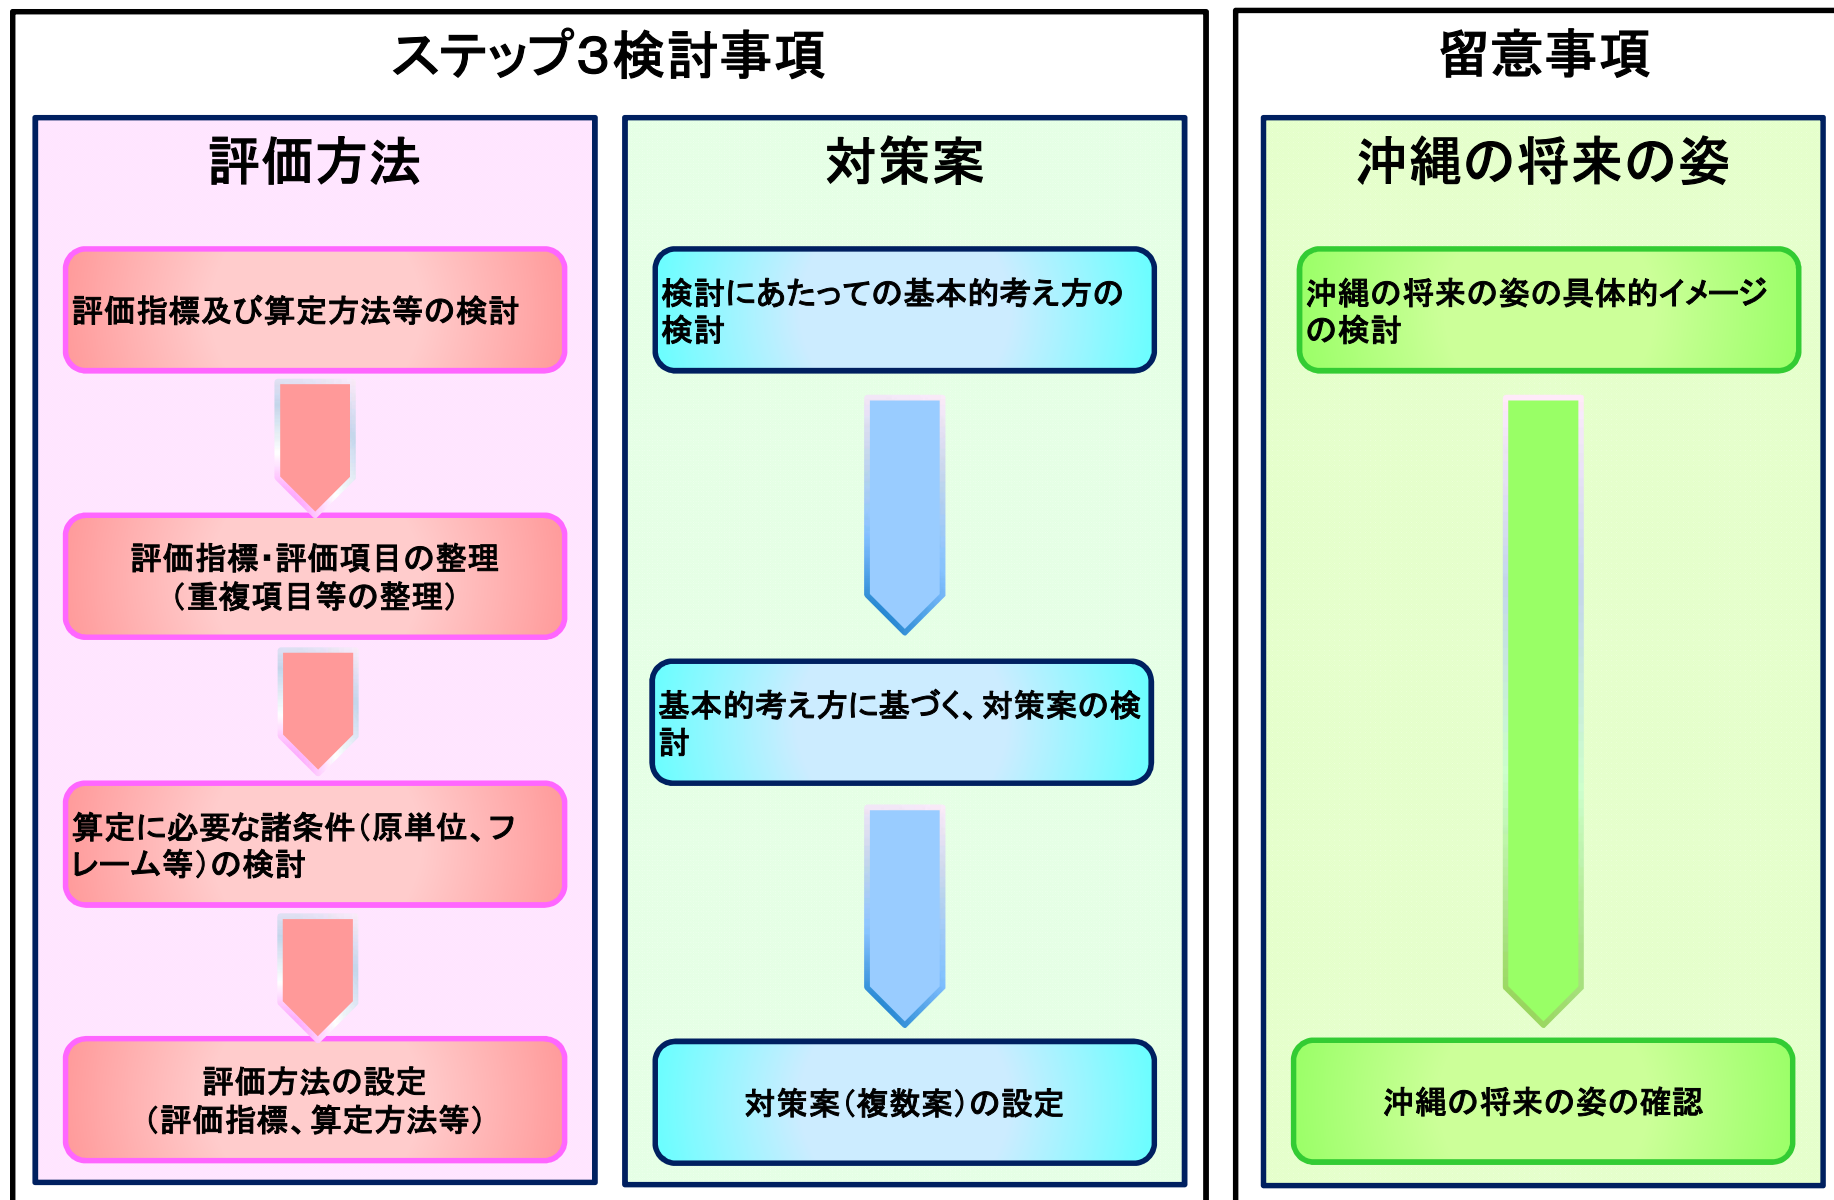 ステップ３検討事項
評価方法
評価指標及び算定方法等の検討
評価指標・評価項目の整理
（重複項目等の整理）
算定に必要な諸条件（原単位、フ
レーム等）の検討
評価方法の設定
（評価指標、算定方法等）
対策案
検討にあたっての基本的考え方の
検討
基本的考え方に基づく、対策案の検
討
対策案（複数案）の設定
留意事項
沖縄の将来の姿
沖縄の将来の姿の具体的イメージ
の検討
沖縄の将来の姿の確認